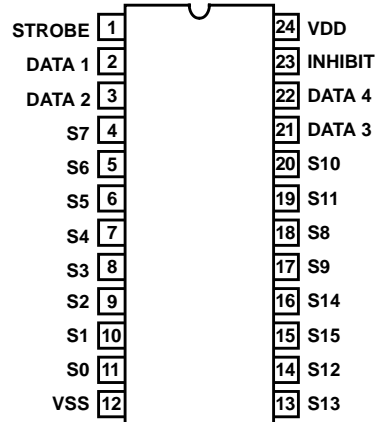 STROBE 1 24 VDD
DATA 1 2 23 INHIBIT
DATA 2 3 22 DATA 4
S7 4 21 DATA 3
S6 5 20 S10
S5 6 19 S11
S4 7 18 S8
S3 8 17 S9
S2 9 16 S14
S1 10 15 S15
S0 11 14 S12
VSS 12 13 S13